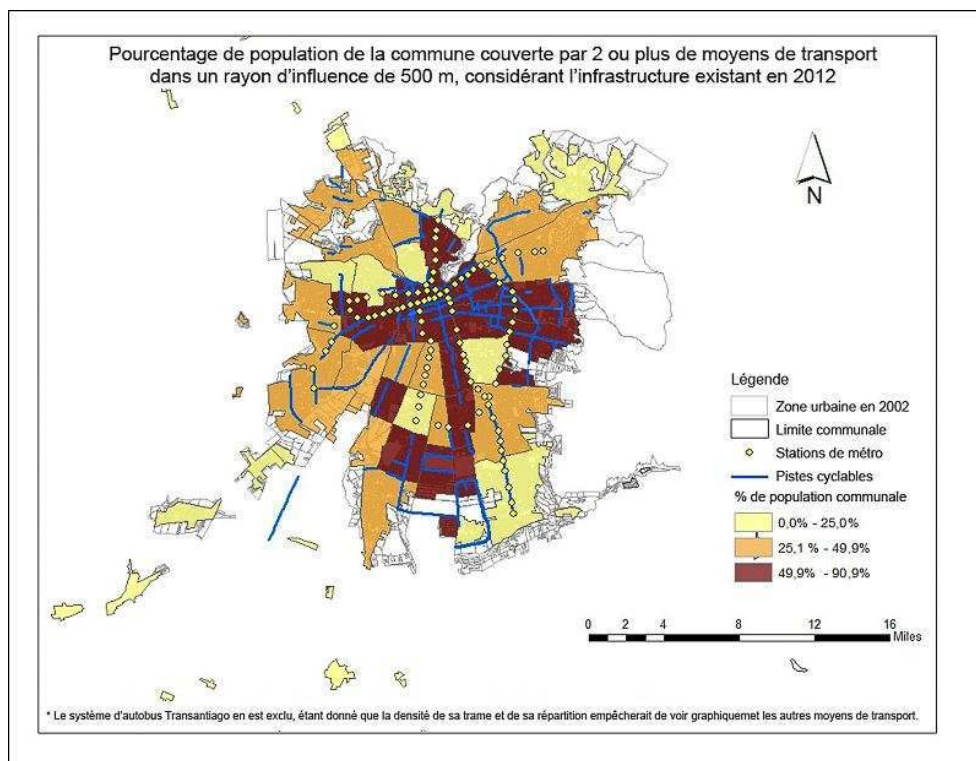 Pourcentage de population de la commune couverte par 2 ou plus de moyens de transport
dans un rayon d'influence de 500 m, considérant l'infrastructure existant en 2012
N
Légende
Zone urbaine en 2002
Limite communale
Stations de métro
Pistes cyclables
% de population communale
0,0% - 25,0%
25,1 % - 49,9%
49,9% - 90,9%
0 2 4 8 12 16
Miles
* Le système d'autobus Transantiago en est exclu, étant donné que la densité de sa trame et de sa répartition empêcherait de voir graphiquemet les autres moyens de transport.